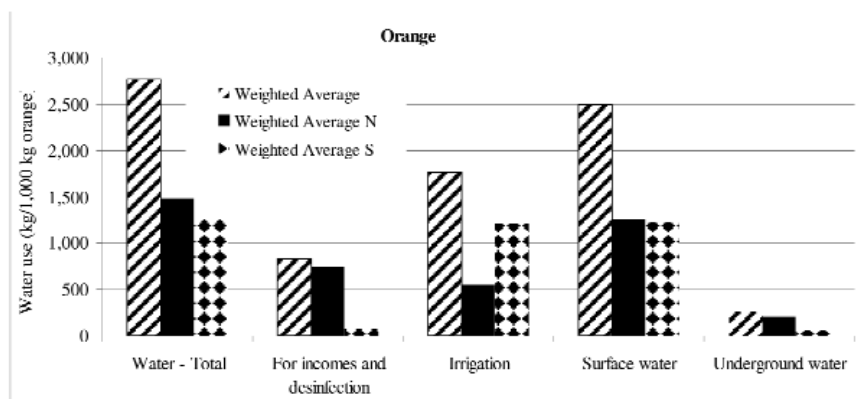 Orange
3,000
2,500
2,000
1,500
1,000
500
0
Water use (kg/1,000 kg orange)
Weighted Average
Weighted Average N
Weighted Average S
Water - Total
For incomes and
desinfection
Irrigation
Surface water
Underground water